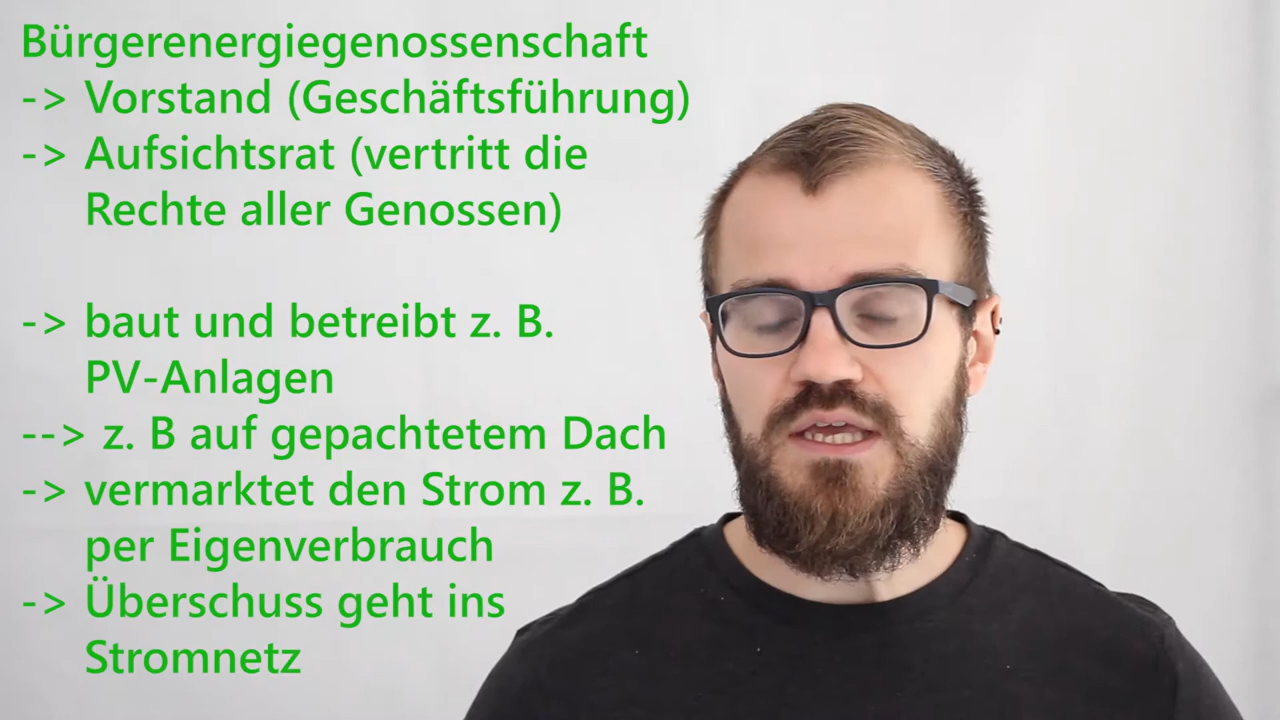 Bürgerenergiegenossenschaft
-> Vorstand (Geschäftsführung)
-> Aufsichtsrat (vertritt die
Rechte aller Genossen)
-> baut und betreibt z. B.
PV-Anlagen
--> z. B auf gepachtetem Dach
-> vermarktet den Strom z. B.
per Eigenverbrauch
-> Überschuss geht ins
Stromnetz